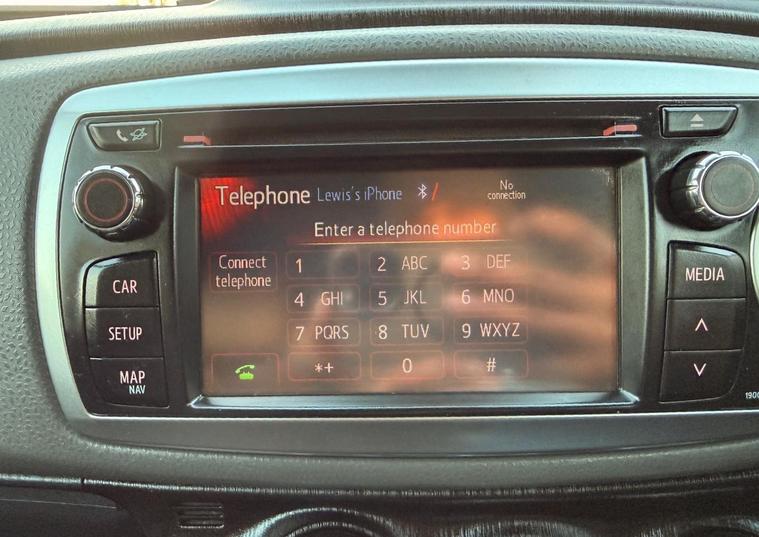 Telephone Lewis's iPhone No connection
Enter a telephone number
Connect telephone
1
2 ABC
3 DEF
4 GHI
5 JKL
6 MNO
7 PQRS
8 TUV
9 WXYZ
*+
0
#
CAR
SETUP
MAP
NAV
MEDIA